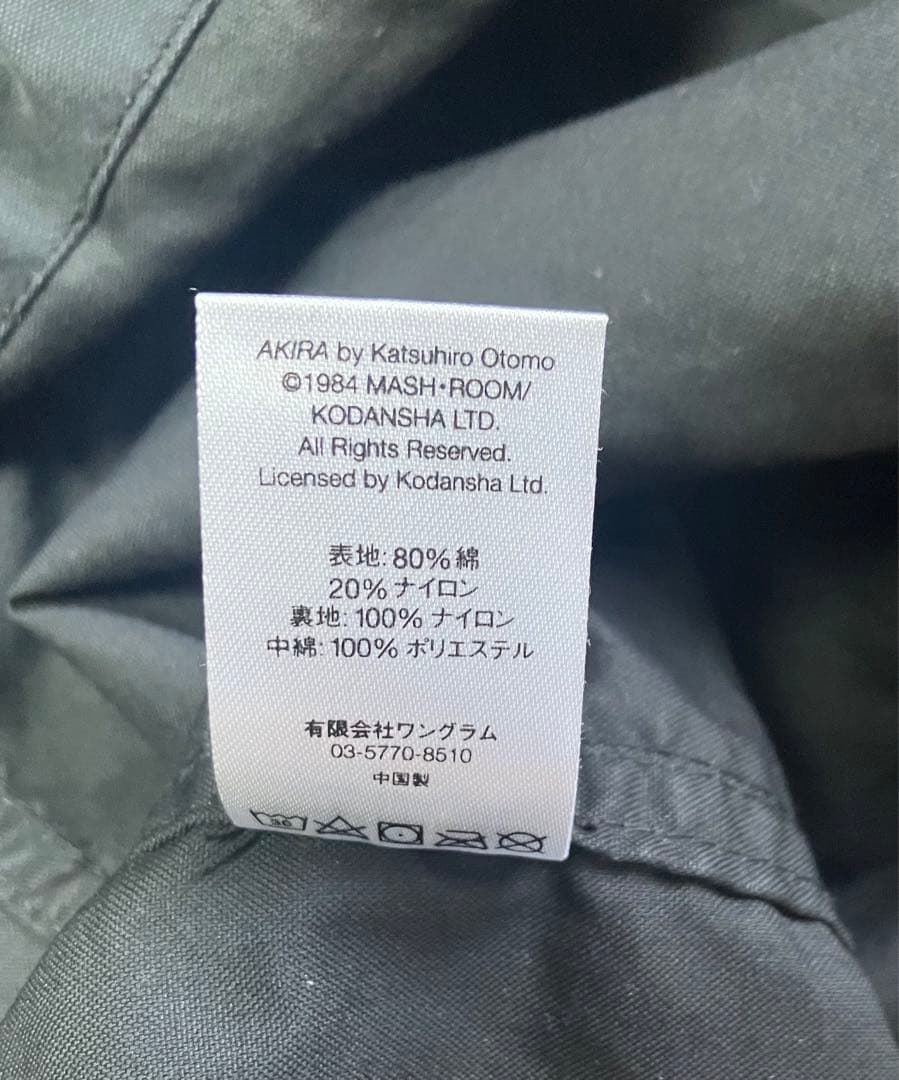 AKIRA by Katsuhiro Otomo
©1984 MASH・ROOM/
KODANSHA LTD.
All Rights Reserved.
Licensed by Kodansha Ltd.
表地: 80% 綿
20% ナイロン
裏地: 100% ナイロン
中綿: 100% ポリエステル
有限会社ワングラム
03-5770-8510
中国製
30